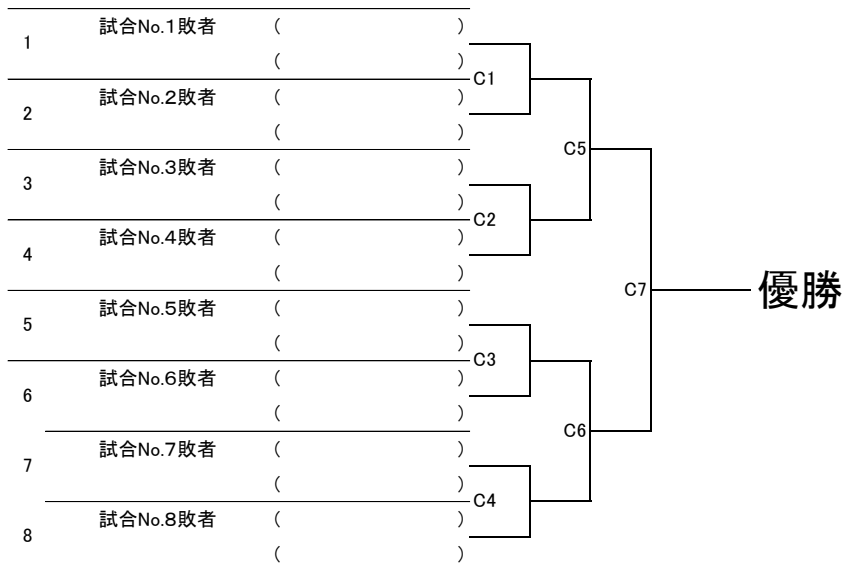 1 試合No.1敗者 ( )
( )
C1
2 試合No.2敗者 ( )
( )
C5
3 試合No.3敗者 ( )
( )
C2
4 試合No.4敗者 ( )
( )
C7 優勝
5 試合No.5敗者 ( )
( )
C3
6 試合No.6敗者 ( )
( )
C6
7 試合No.7敗者 ( )
( )
C4
8 試合No.8敗者 ( )
( )